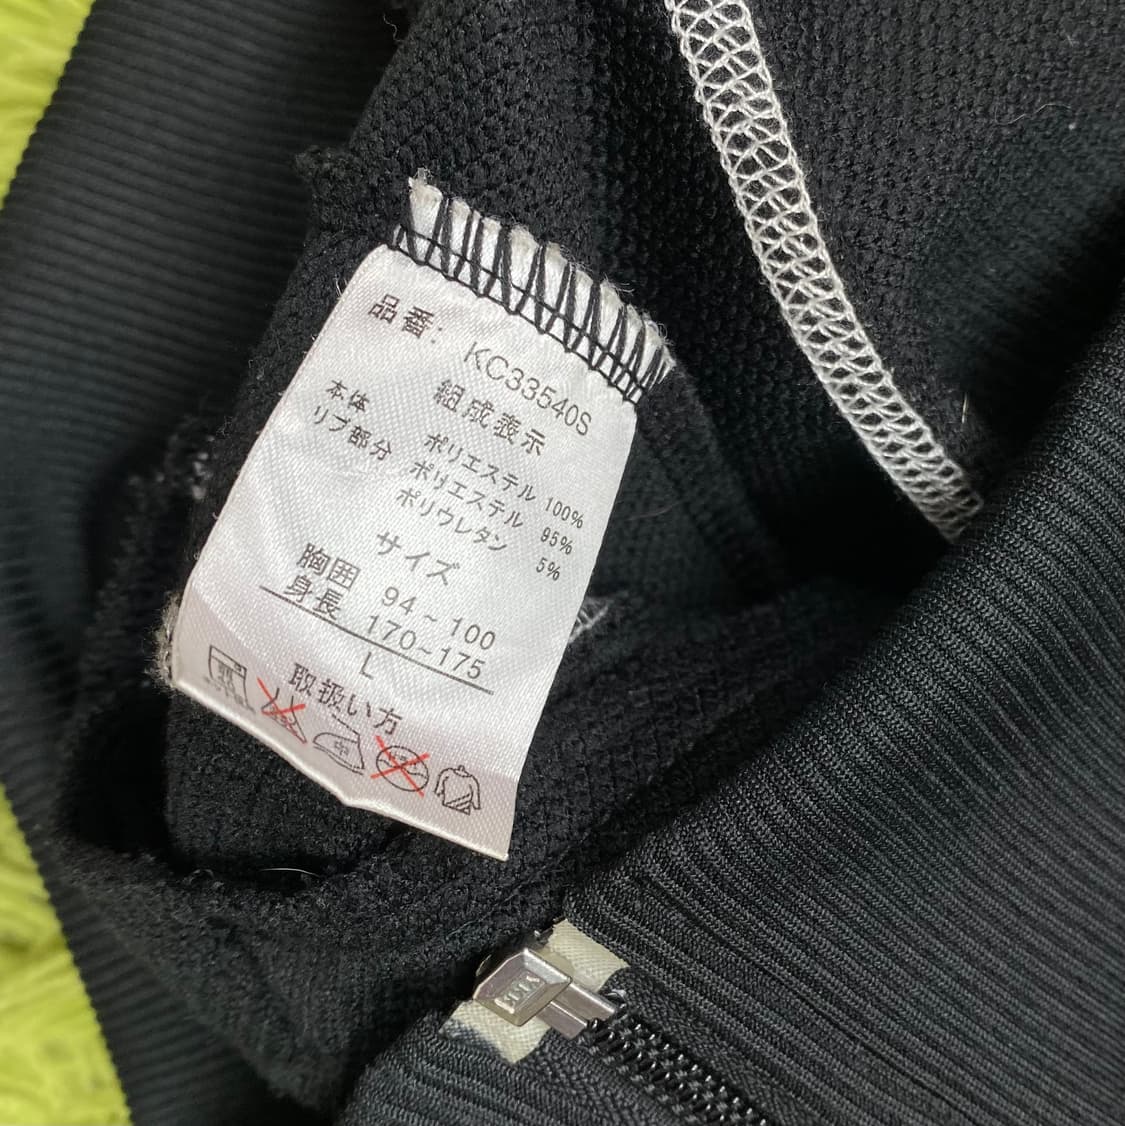 品番: KC33540S
組成表示
本体 ポリエステル 100%
リブ部分 ポリエステル 95%
ポリウレタン 5%
サイズ
胸囲 94~100
身長 170~175
L
取扱い方
中